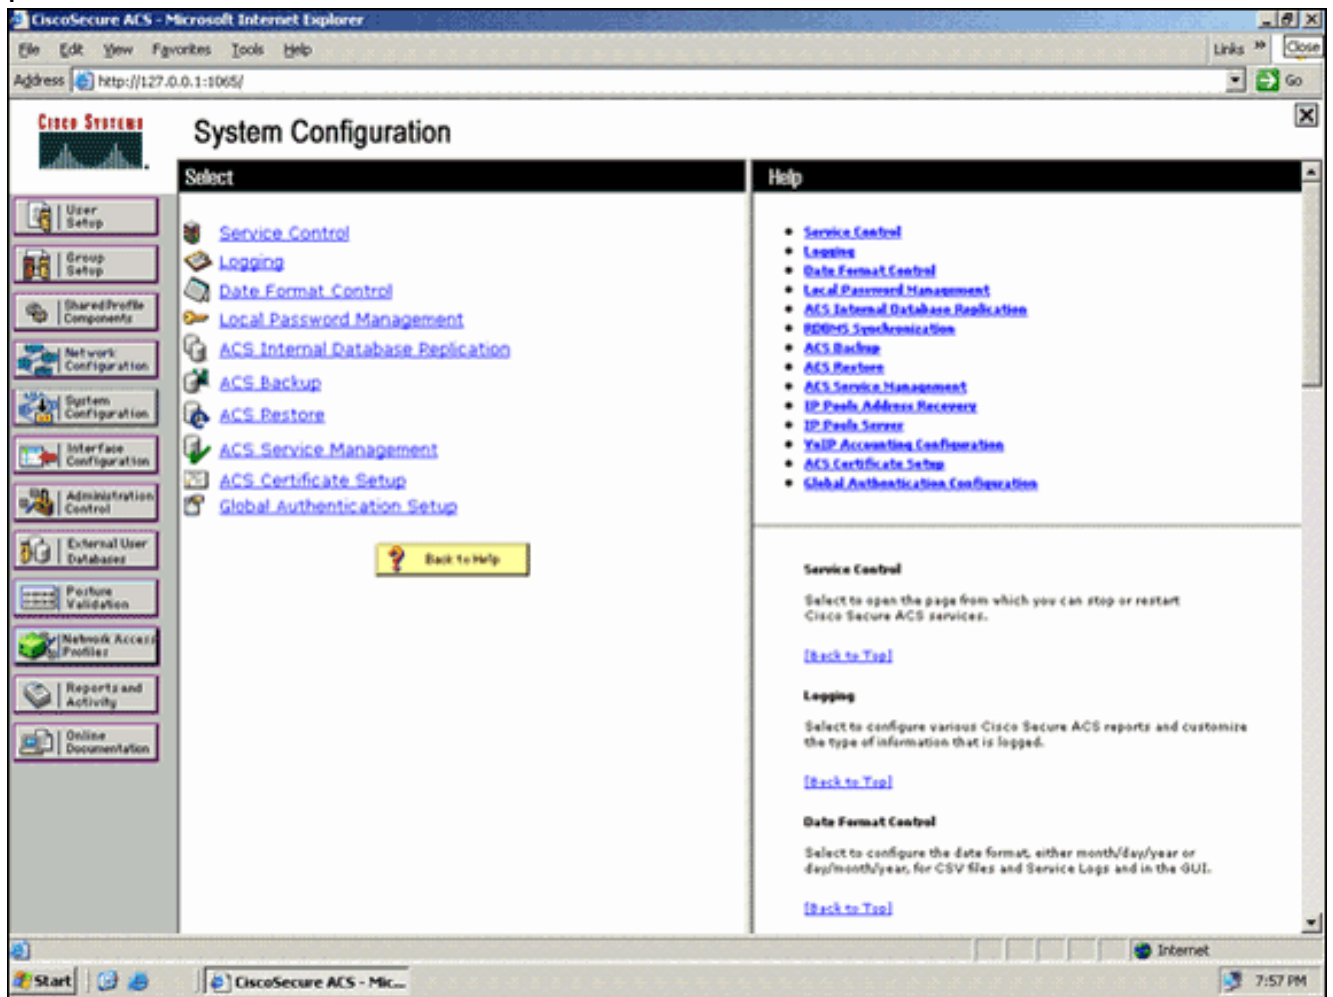 CiscoSecure ACS - Microsoft Internet Explorer
File Edit View Favorites Tools Help
Links »
Close
Address http://127.0.0.1:1065/
Go
CISCO SYSTEMS
System Configuration
Select
User
Setup
Group
Setup
Shared Profile
Components
Network
Configuration
System
Configuration
Interface
Configuration
Administration
Control
External User
Databases
Posture
Validation
Network Access
Profiles
Reports and
Activity
Online
Documentation
Service Control
Logging
Date Format Control
Local Password Management
ACS Internal Database Replication
ACS Backup
ACS Restore
ACS Service Management
ACS Certificate Setup
Global Authentication Setup
Back to Help
Help
Service Control
Logging
Date Format Control
Local Password Management
ACS Internal Database Replication
RDBMS Synchronization
ACS Backup
ACS Restore
ACS Service Management
IP Pools Address Recovery
IP Pools Server
VoIP Accounting Configuration
ACS Certificate Setup
Global Authentication Configuration
Service Control
Select to open the page from which you can stop or restart
Cisco Secure ACS services.
[Back to Top]
Logging
Select to configure various Cisco Secure ACS reports and customize
the type of information that is logged.
[Back to Top]
Date Format Control
Select to configure the date format, either month/day/year or
day/month/year, for CSV files and Service Logs and in the GUI.
[Back to Top]
Internet
Start
CiscoSecure ACS - Mic...
7:57 PM